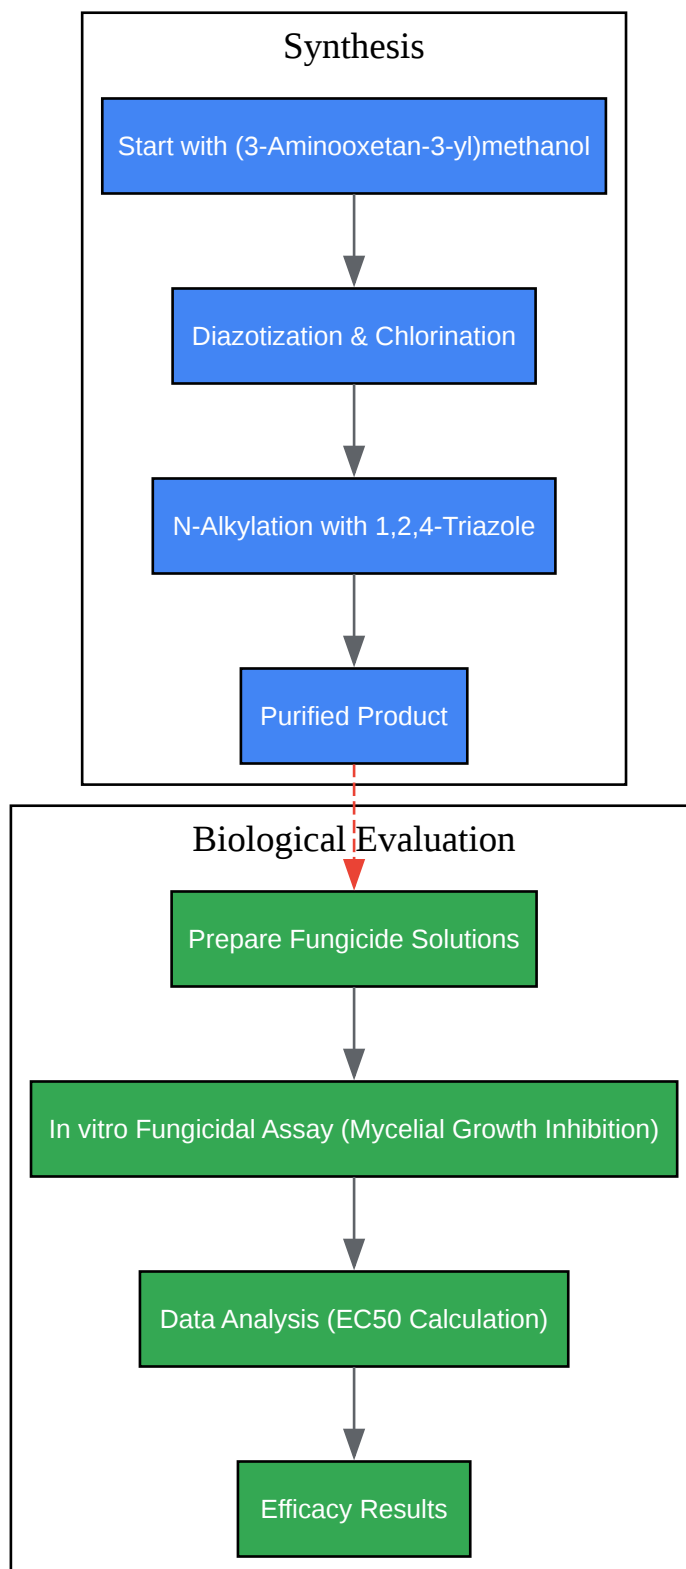 Synthesis
Start with (3-Aminooxetan-3-yl)methanol
Diazotization & Chlorination
N-Alkylation with 1,2,4-Triazole
Purified Product
Biological Evaluation
Prepare Fungicide Solutions
In vitro Fungicidal Assay (Mycelial Growth Inhibition)
Data Analysis (EC50 Calculation)
Efficacy Results